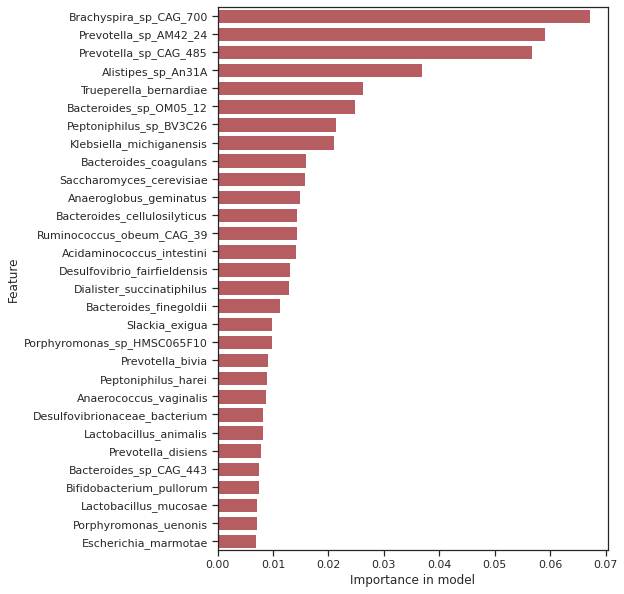 Brachyspira_sp_CAG_700
Prevotella_sp_AM42_24
Prevotella_sp_CAG_485
Alistipes_sp_An31A
Trueperella_bernardiae
Bacteroides_sp_OM05_12
Peptoniphilus_sp_BV3C26
Klebsiella_michiganensis
Bacteroides_coagulans
Saccharomyces_cerevisiae
Anaeroglobus_geminatus
Bacteroides_cellulosilyticus
Ruminococcus_obeum_CAG_39
Acidaminococcus_intestini
Desulfovibrio_fairfieldensis
Dialister_succinatiphilus
Bacteroides_finegoldii
Slackia_exigua
Porphyromonas_sp_HMSC065F10
Prevotella_bivia
Peptoniphilus_harei
Anaerococcus_vaginalis
Desulfovibrionaceae_bacterium
Lactobacillus_animalis
Prevotella_disiens
Bacteroides_sp_CAG_443
Bifidobacterium_pullorum
Lactobacillus_mucosae
Porphyromonas_uenonis
Escherichia_marmotae
Feature
0.00 0.01 0.02 0.03 0.04 0.05 0.06 0.07
Importance in model